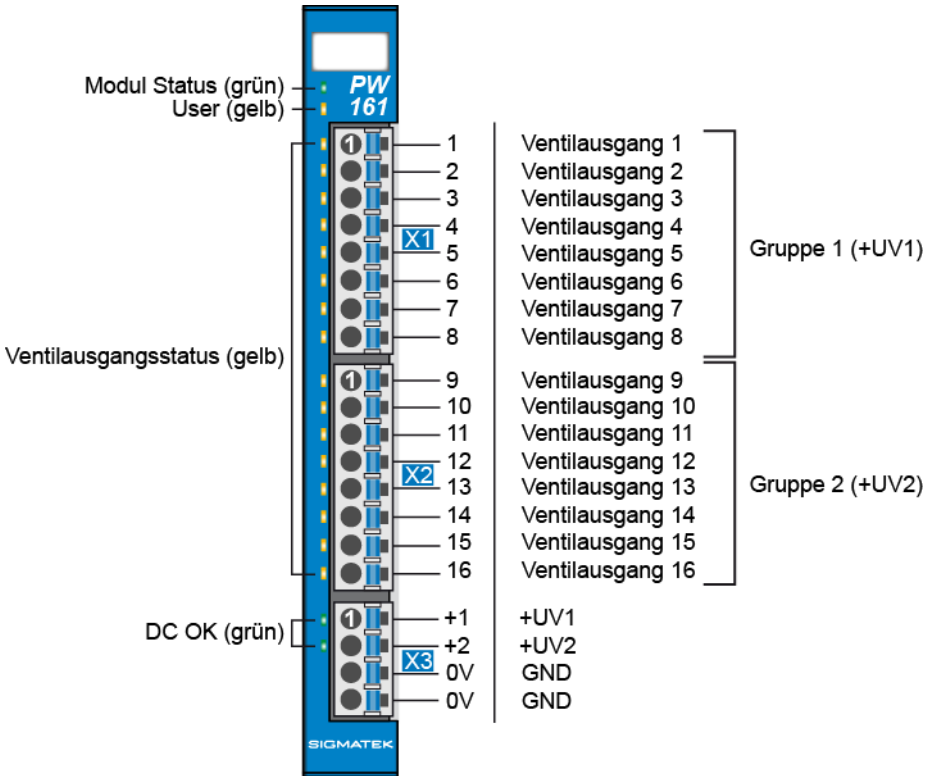 Modul Status (grün)
User (gelb)
PW
161
1 1 Ventilausgang 1
2 Ventilausgang 2
3 Ventilausgang 3
4 Ventilausgang 4
X1
5 Ventilausgang 5
6 Ventilausgang 6
7 Ventilausgang 7
8 Ventilausgang 8
Gruppe 1 (+UV1)
Ventilausgangsstatus (gelb)
1 9 Ventilausgang 9
10 Ventilausgang 10
11 Ventilausgang 11
12 Ventilausgang 12
X2
13 Ventilausgang 13
14 Ventilausgang 14
15 Ventilausgang 15
16 Ventilausgang 16
Gruppe 2 (+UV2)
DC OK (grün)
1 +1 +UV1
+2 +UV2
X3
0V GND
0V GND
SIGMATEK